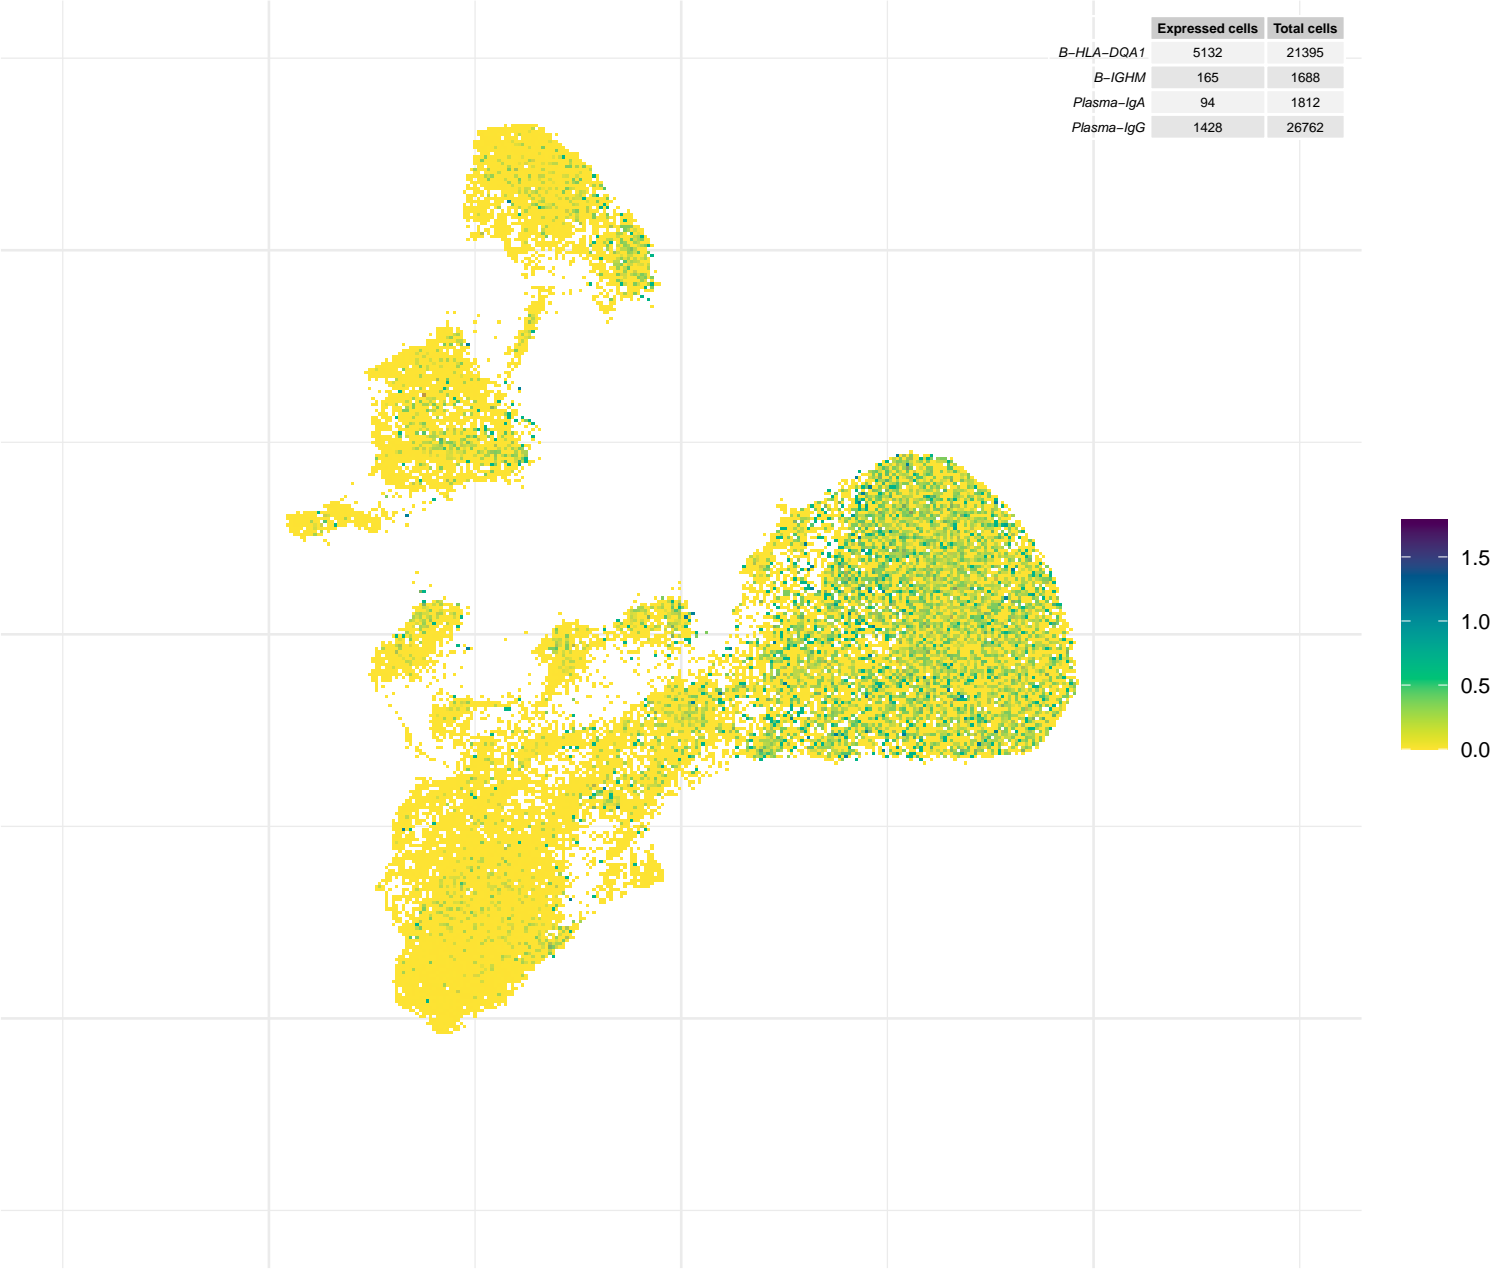 Expressed cells Total cells
B−HLA−DQA1 5132 21395
B−IGHM 165 1688
Plasma−IgA 94 1812
Plasma−IgG 1428 26762
1.5
1.0
0.5
0.0